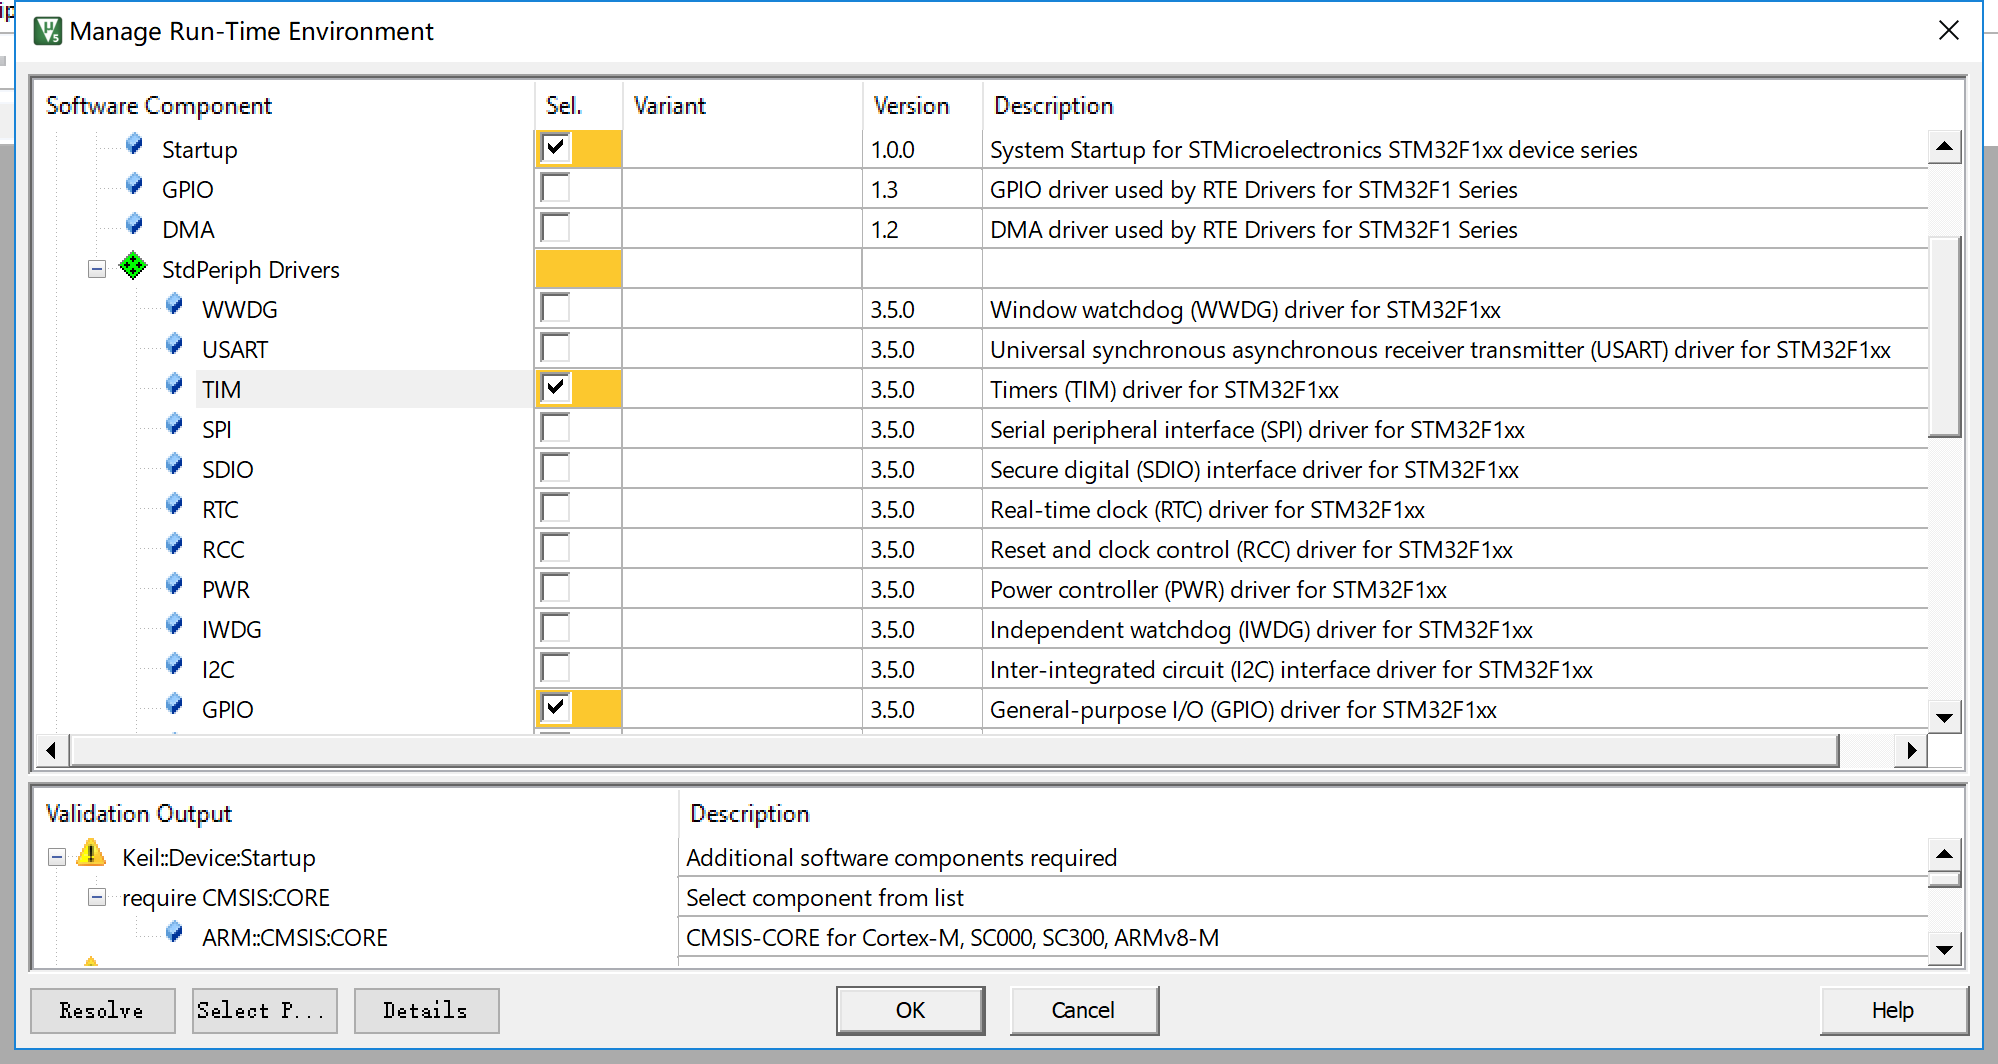 Manage Run-Time Environment
Software Component Sel. Variant Version Description
Startup 1.0.0 System Startup for STMicroelectronics STM32F1xx device series
GPIO 1.3 GPIO driver used by RTE Drivers for STM32F1 Series
DMA 1.2 DMA driver used by RTE Drivers for STM32F1 Series
StdPeriph Drivers
WWDG 3.5.0 Window watchdog (WWDG) driver for STM32F1xx
USART 3.5.0 Universal synchronous asynchronous receiver transmitter (USART) driver for STM32F1xx
TIM 3.5.0 Timers (TIM) driver for STM32F1xx
SPI 3.5.0 Serial peripheral interface (SPI) driver for STM32F1xx
SDIO 3.5.0 Secure digital (SDIO) interface driver for STM32F1xx
RTC 3.5.0 Real-time clock (RTC) driver for STM32F1xx
RCC 3.5.0 Reset and clock control (RCC) driver for STM32F1xx
PWR 3.5.0 Power controller (PWR) driver for STM32F1xx
IWDG 3.5.0 Independent watchdog (IWDG) driver for STM32F1xx
I2C 3.5.0 Inter-integrated circuit (I2C) interface driver for STM32F1xx
GPIO 3.5.0 General-purpose I/O (GPIO) driver for STM32F1xx
Validation Output Description
Keil::Device:Startup Additional software components required
require CMSIS:CORE Select component from list
ARM::CMSIS:CORE CMSIS-CORE for Cortex-M, SC000, SC300, ARMv8-M
Resolve Select P... Details OK Cancel Help